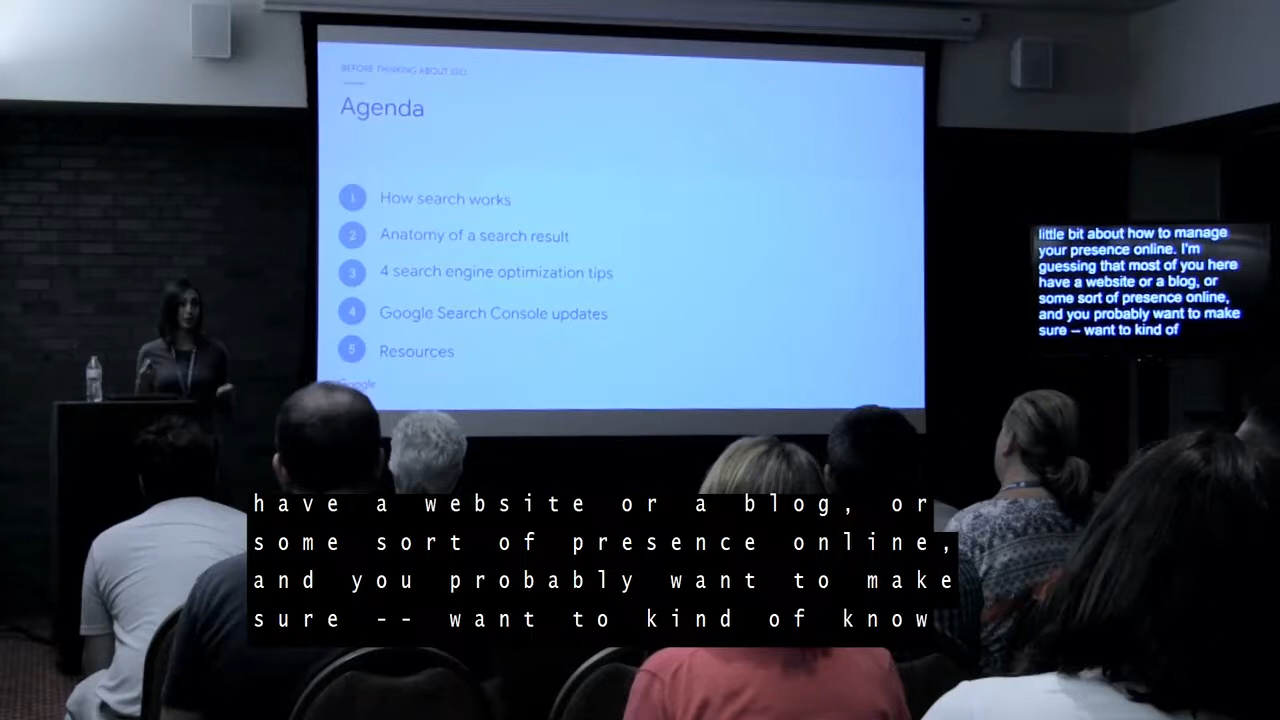 BEFORE THINKING ABOUT SEO
Agenda
1 How search works
2 Anatomy of a search result
3 4 search engine optimization tips
4 Google Search Console updates
5 Resources
Google
little bit about how to manage
your presence online. I'm
guessing that most of you here
have a website or a blog, or
some sort of presence online,
and you probably want to make
sure -- want to kind of
have a website or a blog, or
some sort of presence online,
and you probably want to make
sure -- want to kind of know